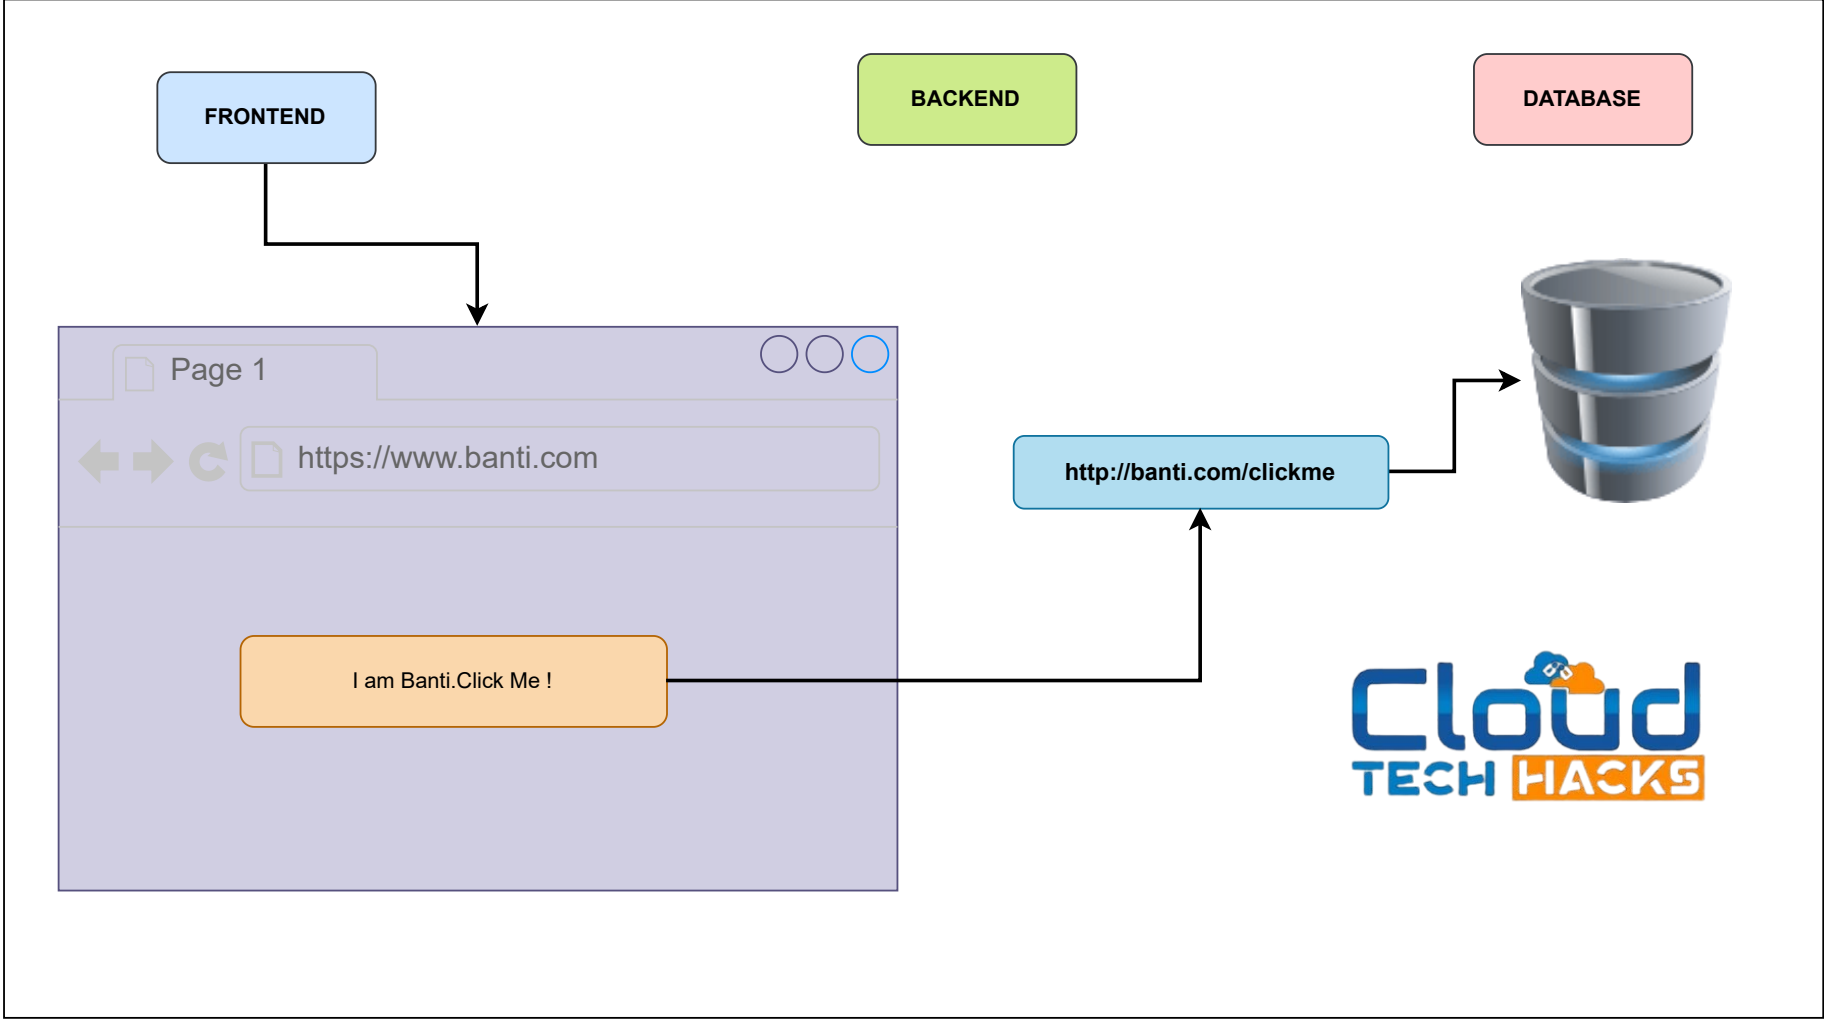 FRONTEND
BACKEND
DATABASE
Page 1
https://www.banti.com
http://banti.com/clickme
I am Banti.Click Me !
Cloud
TECH HACKS